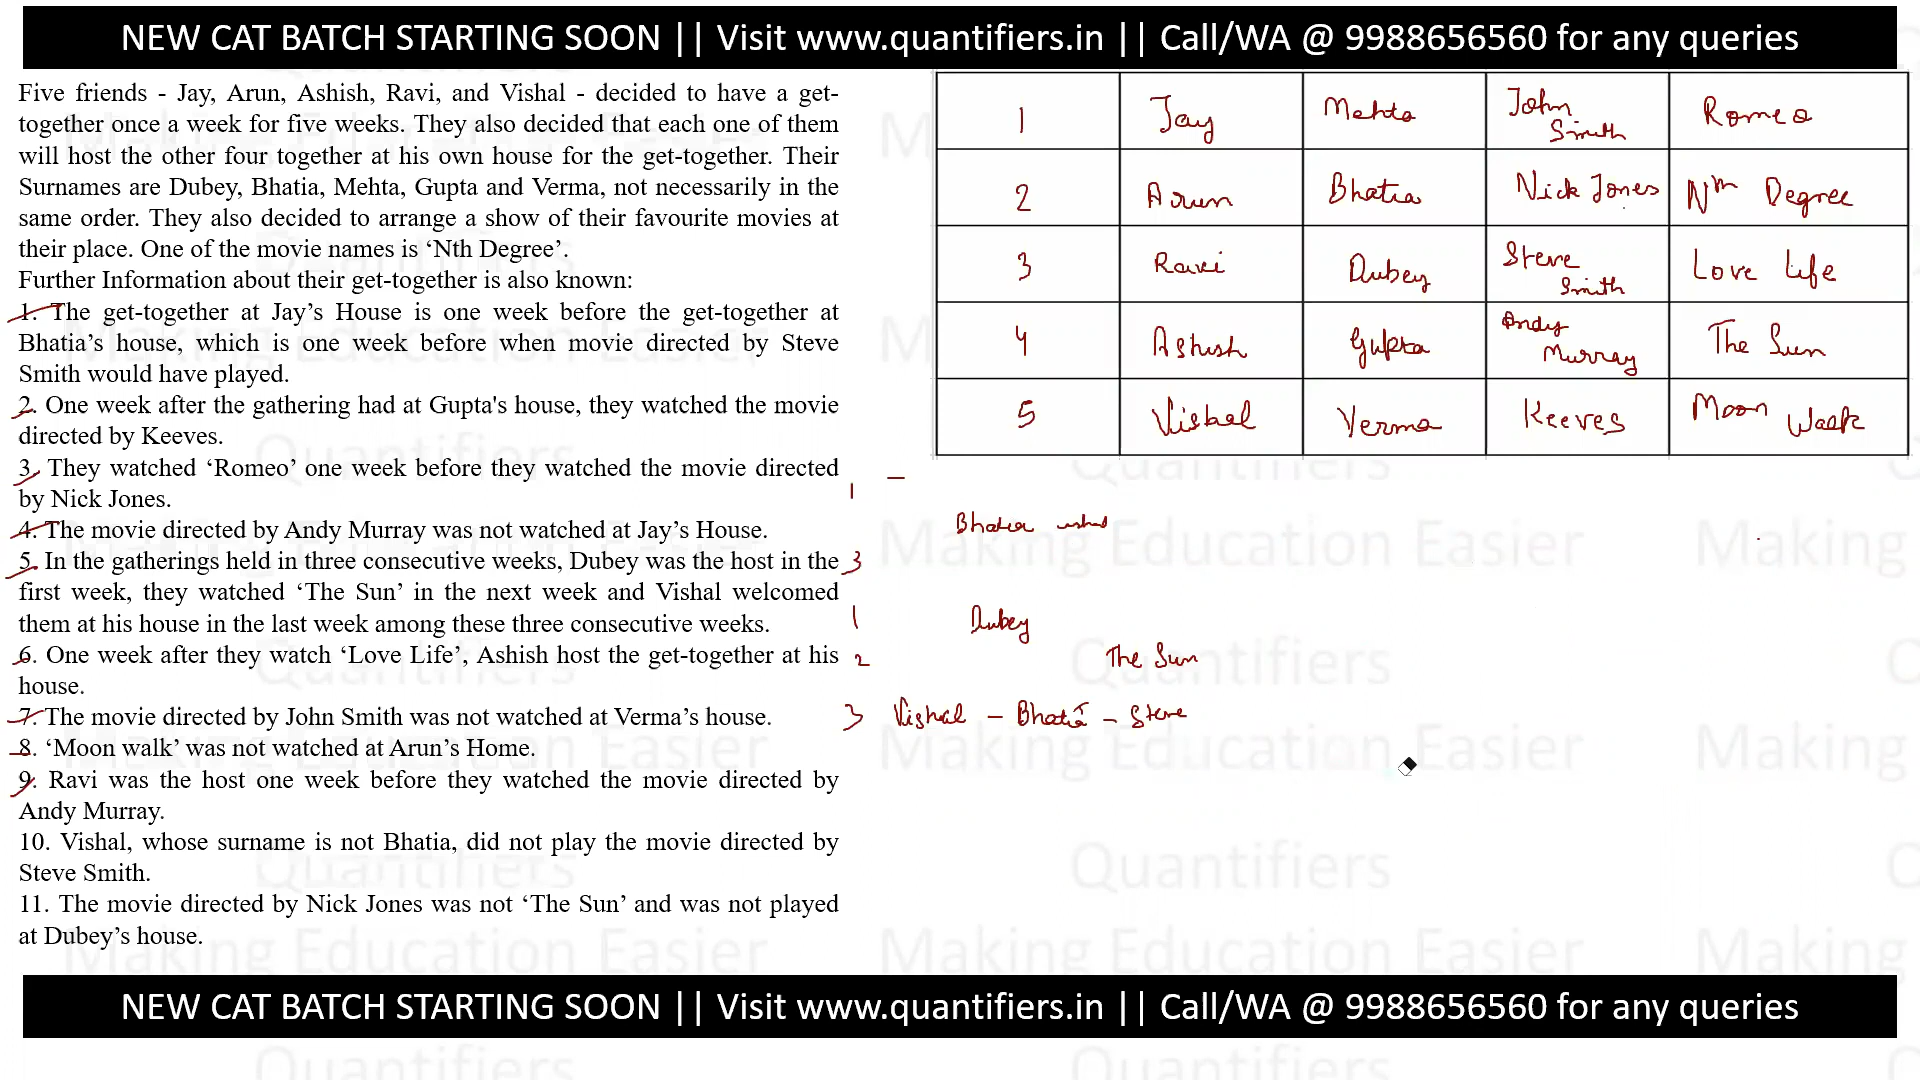 NEW CAT BATCH STARTING SOON || Visit www.quantifiers.in || Call/WA @ 9988656560 for any queries
Five friends - Jay, Arun, Ashish, Ravi, and Vishal - decided to have a get-
together once a week for five weeks. They also decided that each one of them
will host the other four together at his own house for the get-together. Their
Surnames are Dubey, Bhatia, Mehta, Gupta and Verma, not necessarily in the
same order. They also decided to arrange a show of their favourite movies at
their place. One of the movie names is ‘Nth Degree’.
Further Information about their get-together is also known:
1. The get-together at Jay’s House is one week before the get-together at
Bhatia’s house, which is one week before when movie directed by Steve
Smith would have played.
2. One week after the gathering had at Gupta's house, they watched the movie
directed by Keeves.
3. They watched ‘Romeo’ one week before they watched the movie directed
by Nick Jones.
4. The movie directed by Andy Murray was not watched at Jay’s House.
5. In the gatherings held in three consecutive weeks, Dubey was the host in the
first week, they watched ‘The Sun’ in the next week and Vishal welcomed
them at his house in the last week among these three consecutive weeks.
6. One week after they watch ‘Love Life’, Ashish host the get-together at his
house.
7. The movie directed by John Smith was not watched at Verma’s house.
8. ‘Moon walk’ was not watched at Arun’s Home.
9. Ravi was the host one week before they watched the movie directed by
Andy Murray.
10. Vishal, whose surname is not Bhatia, did not play the movie directed by
Steve Smith.
11. The movie directed by Nick Jones was not ‘The Sun’ and was not played
at Dubey’s house.
1 Jay Mehta John Smith Romeo
2 Arun Bhatia Nick Jones Nth Degree
3 Ravi Dubey Steve Smith Love Life
4 Ashish Gupta Andy Murray The Sun
5 Vishal Verma Keeves Moon Walk
1 –
Bhatia
3
1 Dubey
2 The Sun
3 Vishal – Bhatia – Steve
Quantifiers
Making Education Easier
NEW CAT BATCH STARTING SOON || Visit www.quantifiers.in || Call/WA @ 9988656560 for any queries